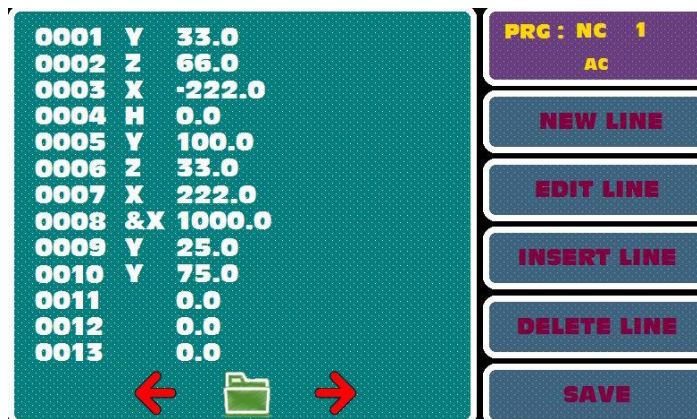 0001 Y 33.0
0002 Z 66.0
0003 X -222.0
0004 H 0.0
0005 Y 100.0
0006 Z 33.0
0007 X 222.0
0008 &X 1000.0
0009 Y 25.0
0010 Y 75.0
0011 0.0
0012 0.0
0013 0.0
PRG: NC 1
AC
NEW LINE
EDIT LINE
INSERT LINE
DELETE LINE
SAVE